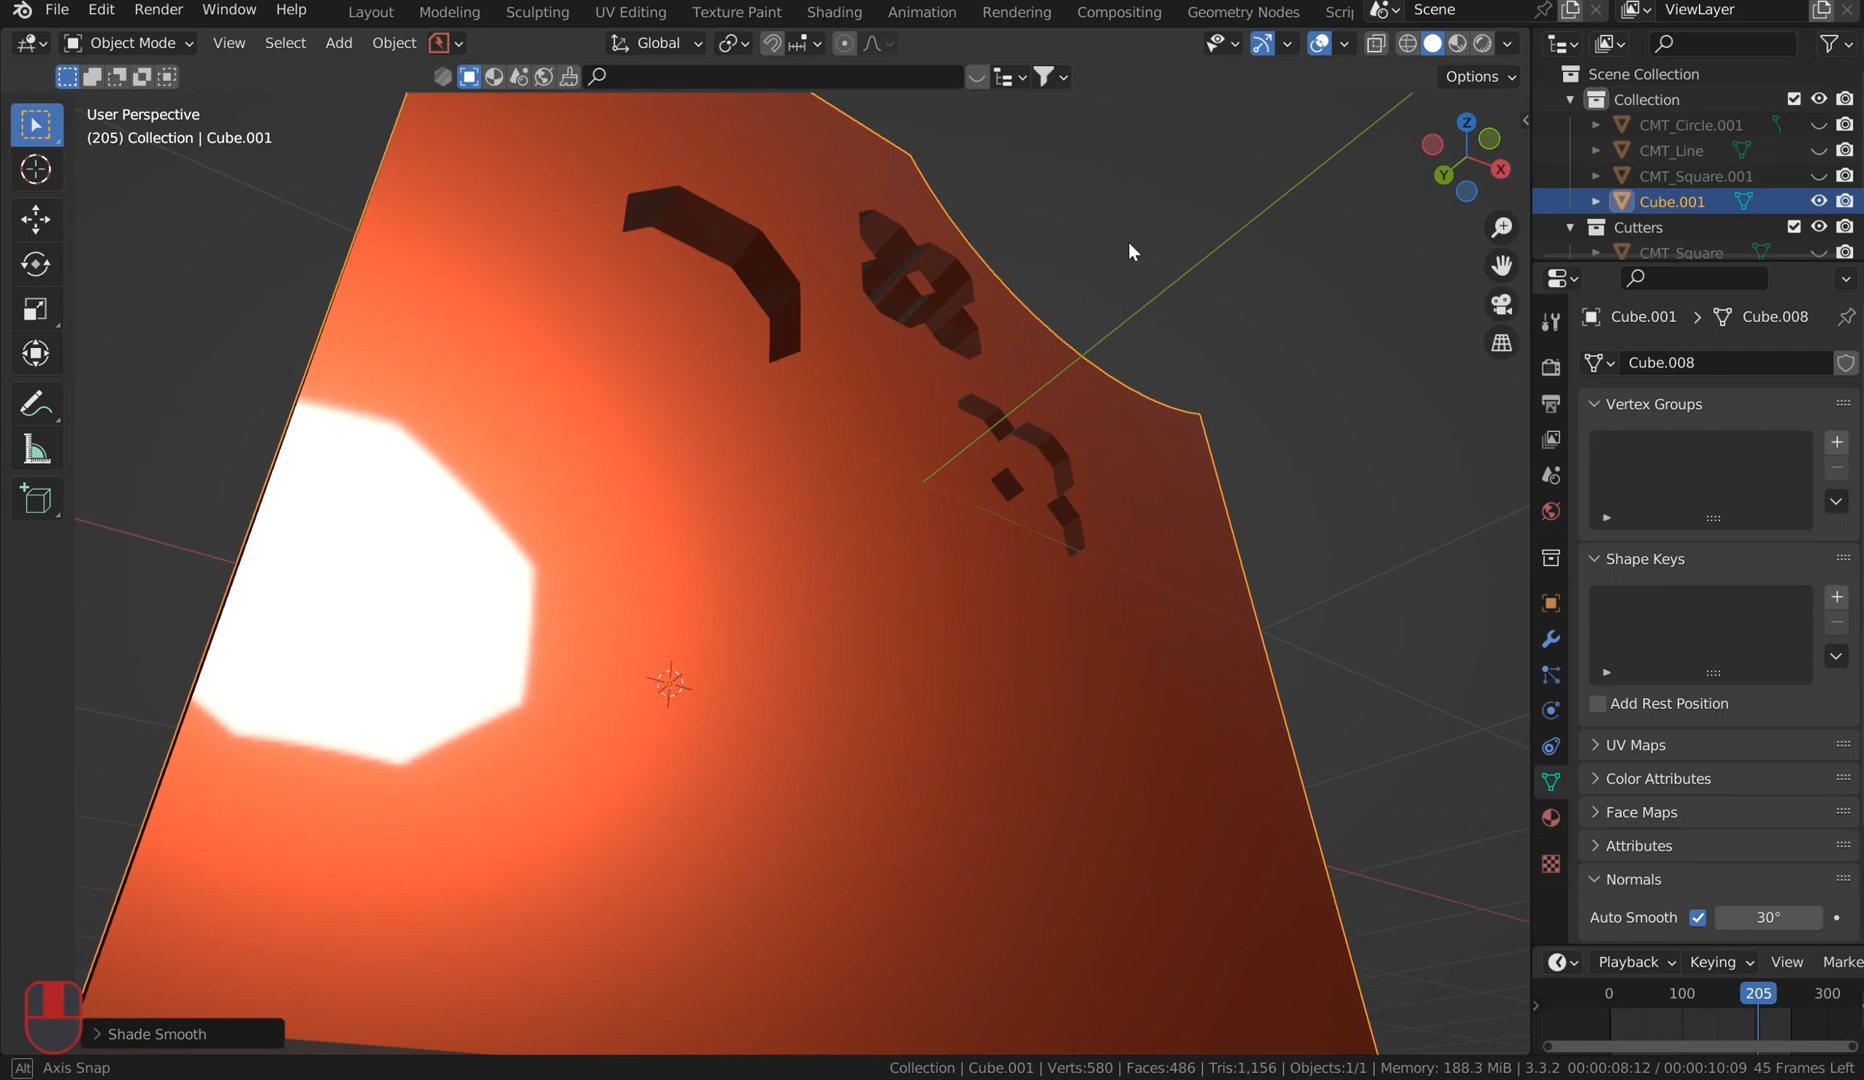 File Edit Render Window Help Layout Modeling Sculpting UV Editing Texture Paint Shading Animation Rendering Compositing Geometry Nodes Scri Scene ViewLayer
Object Mode View Select Add Object Global
Options
User Perspective
(205) Collection | Cube.001
Z
X
Y
Scene Collection
Collection
CMT_Circle.001
CMT_Line
CMT_Square.001
Cube.001
Cutters
CMT_Square
Cube.001 > Cube.008
Cube.008
Vertex Groups
Shape Keys
Add Rest Position
UV Maps
Color Attributes
Face Maps
Attributes
Normals
Auto Smooth 30°
Playback Keying View Marke
0 100 205 300
> Shade Smooth
Alt Axis Snap
Collection | Cube.001 | Verts:580 | Faces:486 | Tris:1,156 | Objects:1/1 | Memory: 188.3 MiB | 3.3.2 00:00:08:12 / 00:00:10:09 45 Frames Left